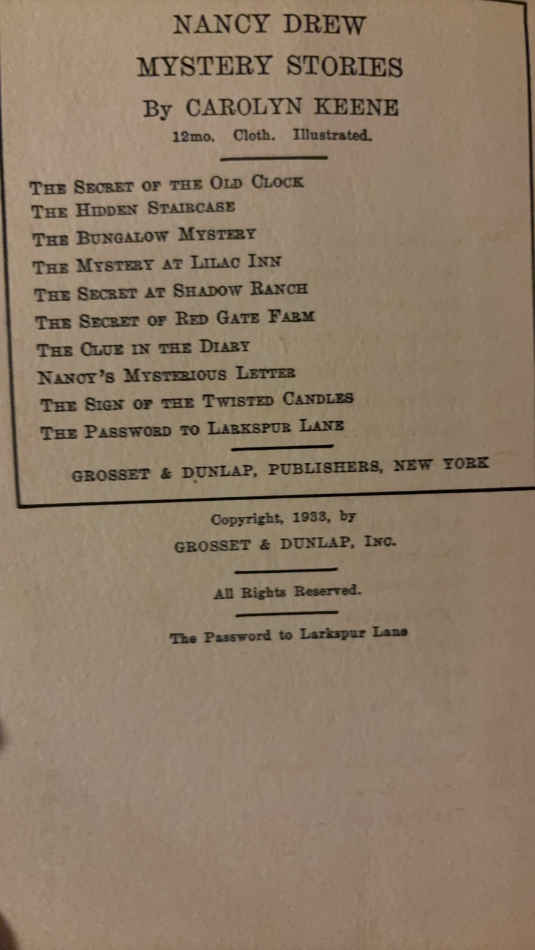 NANCY DREW
MYSTERY STORIES
By CAROLYN KEENE
12mo. Cloth. Illustrated.
THE SECRET OF THE OLD CLOCK
THE HIDDEN STAIRCASE
THE BUNGALOW MYSTERY
THE MYSTERY AT LILAC INN
THE SECRET AT SHADOW RANCH
THE SECRET OF RED GATE FARM
THE CLUE IN THE DIARY
NANCY'S MYSTERIOUS LETTER
THE SIGN OF THE TWISTED CANDLES
THE PASSWORD TO LARKSPUR LANE
GROSSET & DUNLAP, PUBLISHERS, NEW YORK
Copyright, 1933, by
GROSSET & DUNLAP, INC.
All Rights Reserved.
The Password to Larkspur Lane